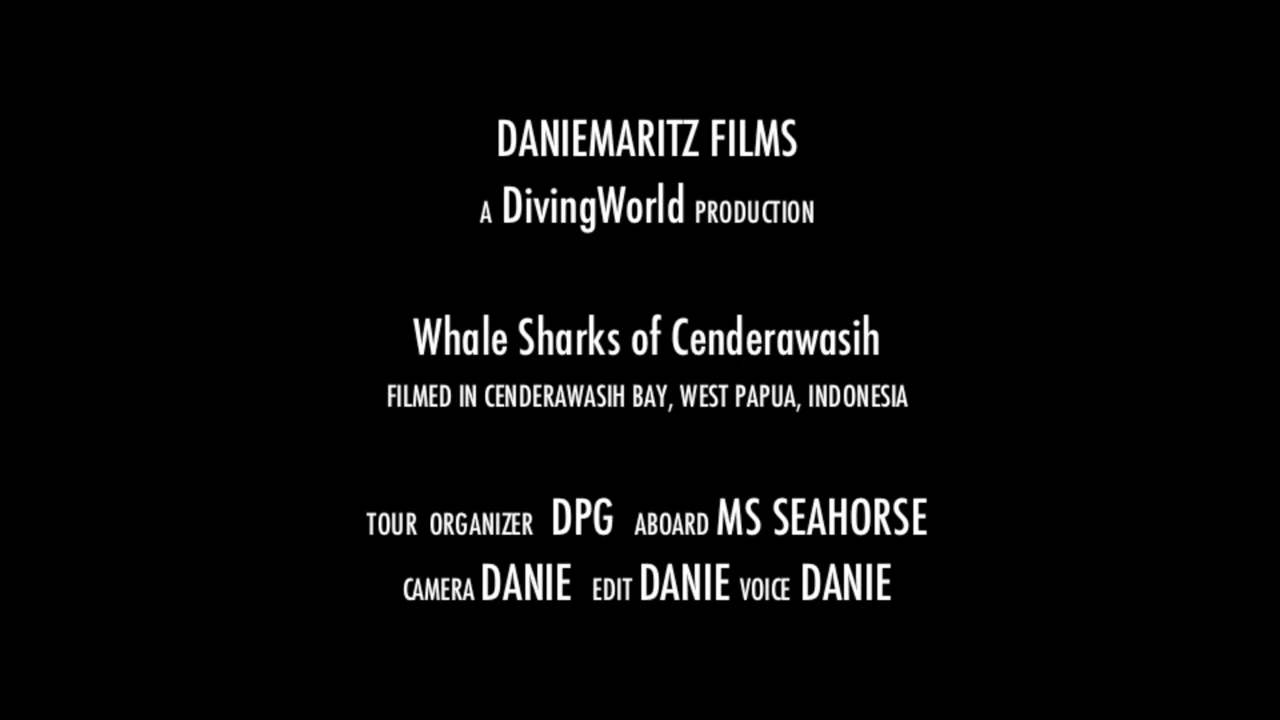 DANIEMARITZ FILMS
A DivingWorld PRODUCTION
Whale Sharks of Cenderawasih
FILMED IN CENDERAWASIH BAY, WEST PAPUA, INDONESIA
TOUR ORGANIZER DPG ABOARD MS SEAHORSE
CAMERA DANIE EDIT DANIE VOICE DANIE